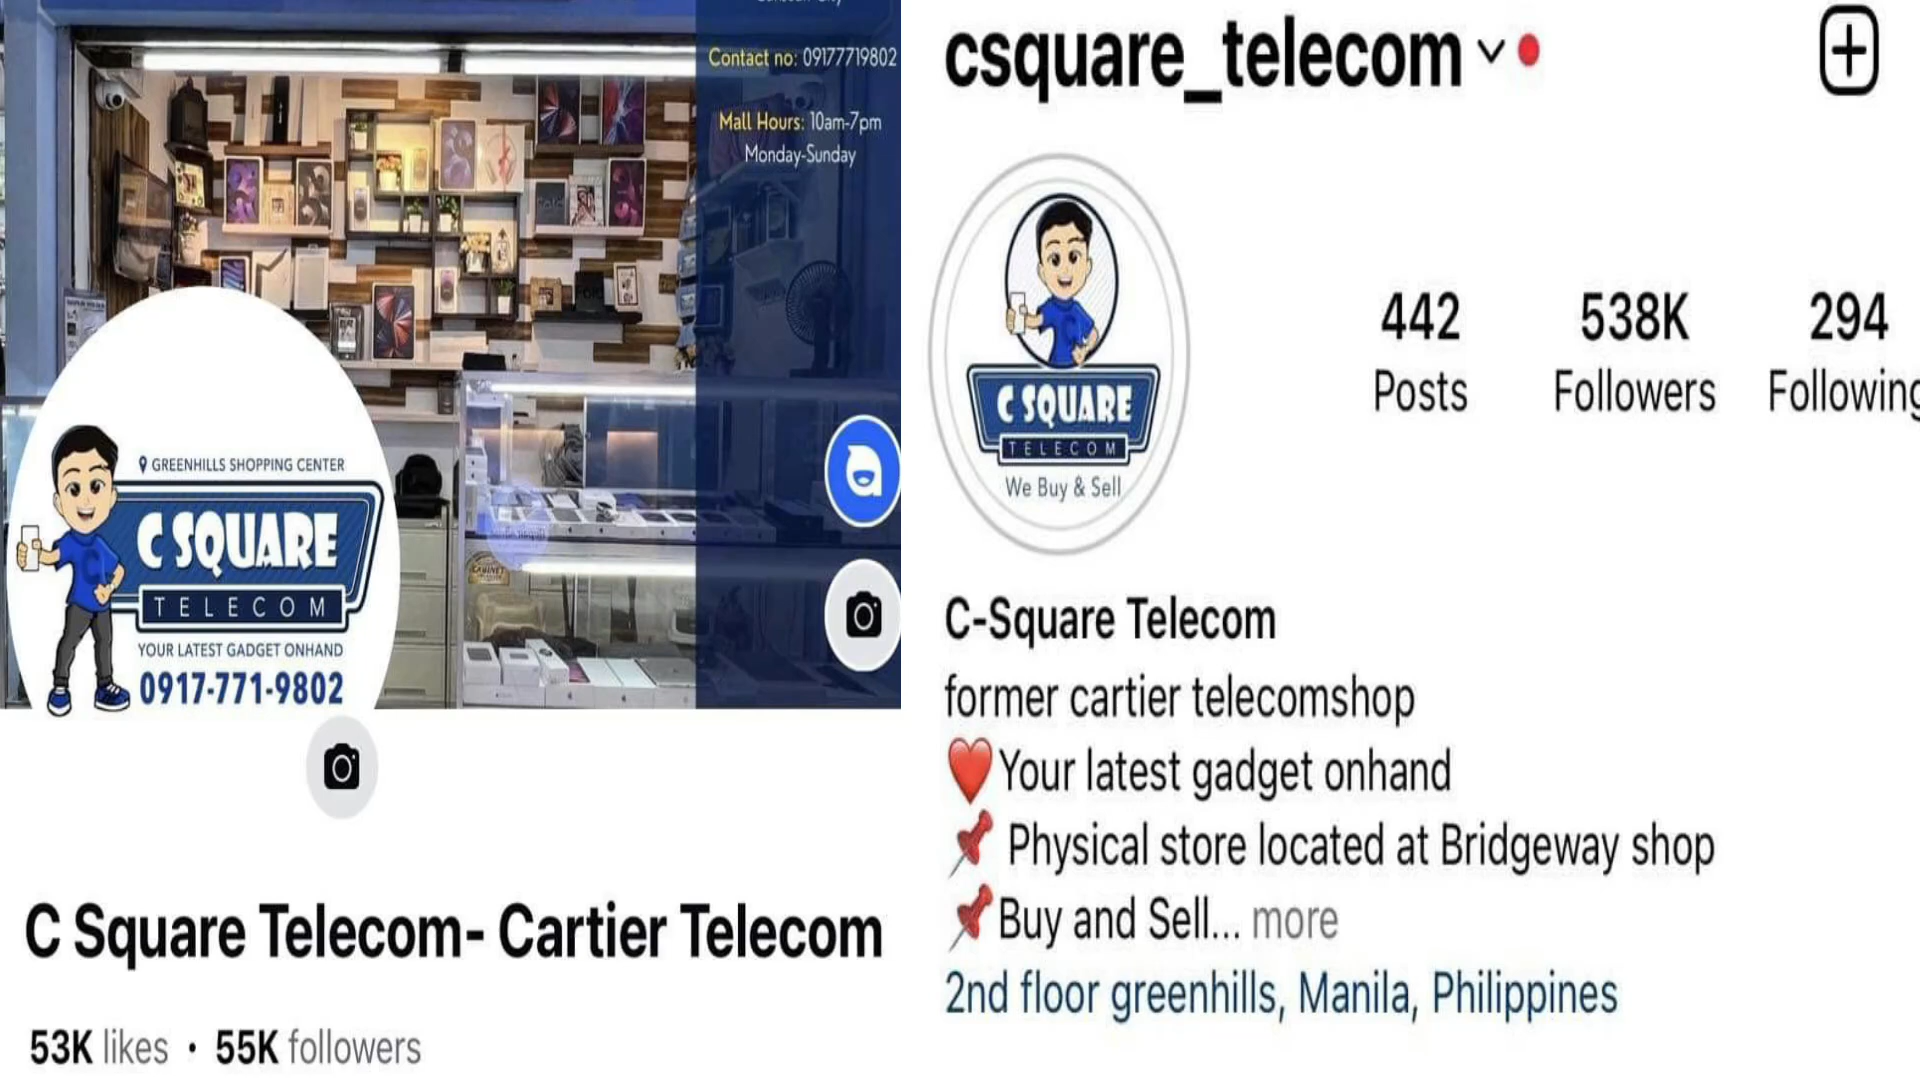 Contact no: 09177719802
Mall Hours: 10am-7pm
Monday-Sunday
GREENHILLS SHOPPING CENTER
C SQUARE
TELECOM
YOUR LATEST GADGET ONHAND
0917-771-9802
C Square Telecom- Cartier Telecom
53K likes · 55K followers
csquare_telecom
C SQUARE
TELECOM
We Buy & Sell
442
Posts
538K
Followers
294
Following
C-Square Telecom
former cartier telecomshop
❤️Your latest gadget onhand
📌 Physical store located at Bridgeway shop
📌Buy and Sell... more
2nd floor greenhills, Manila, Philippines